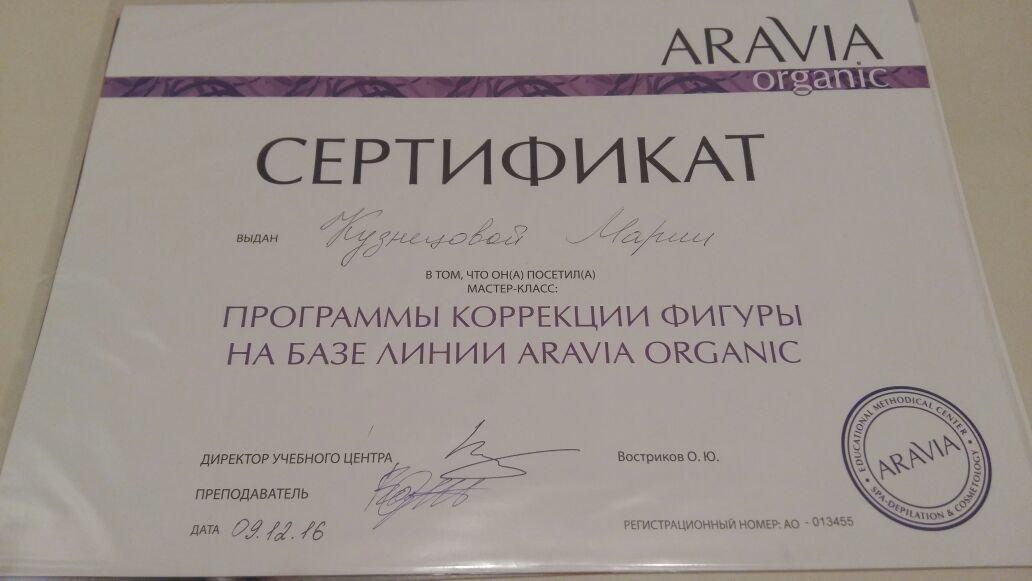 ARAVIA
organic
СЕРТИФИКАТ
ВЫДАН Кузнецовой Марии
В ТОМ, ЧТО ОН(А) ПОСЕТИЛ(А)
МАСТЕР-КЛАСС:
ПРОГРАММЫ КОРРЕКЦИИ ФИГУРЫ
НА БАЗЕ ЛИНИИ ARAVIA ORGANIC
ДИРЕКТОР УЧЕБНОГО ЦЕНТРА Востриков О. Ю.
ПРЕПОДАВАТЕЛЬ
ДАТА 09.12.16
РЕГИСТРАЦИОННЫЙ НОМЕР: АО - 013455
EDUCATIONAL METHODICAL CENTER
ARAVIA
SPA-DEPILATION & COSMETOLOGY